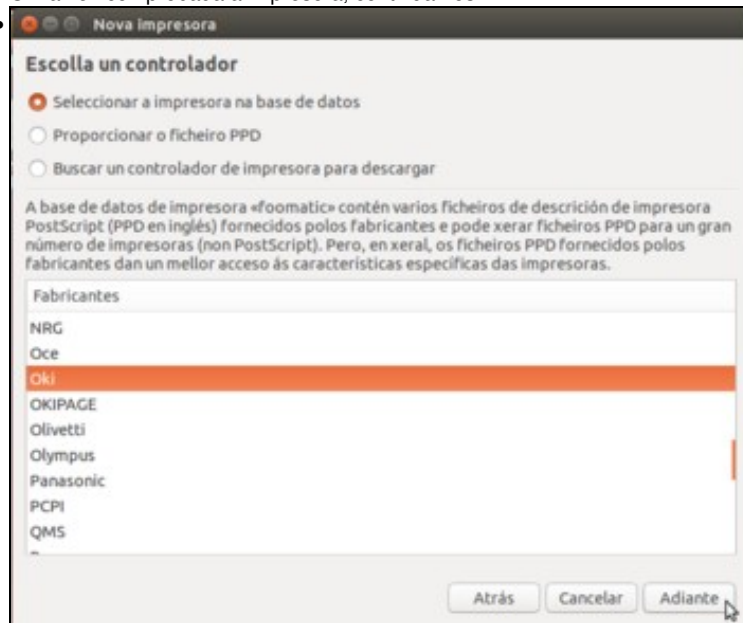 Nova impresora
Escolla un controlador
Seleccionar a impresora na base de datos
Proporcionar o ficheiro PPD
Buscar un controlador de impresora para descargar
A base de datos de impresora «foomatic» contén varios ficheiros de descrición de impresora
PostScript (PPD en inglés) fornecidos polos fabricantes e pode xerar ficheiros PPD para un gran
número de impresoras (non PostScript). Pero, en xeral, os ficheiros PPD fornecidos polos
fabricantes dan un mellor acceso ás características específicas das impresoras.
Fabricantes
NRG
Oce
Oki
OKIPAGE
Olivetti
Olympus
Panasonic
PCPI
QMS
Atrás Cancelar Adiante